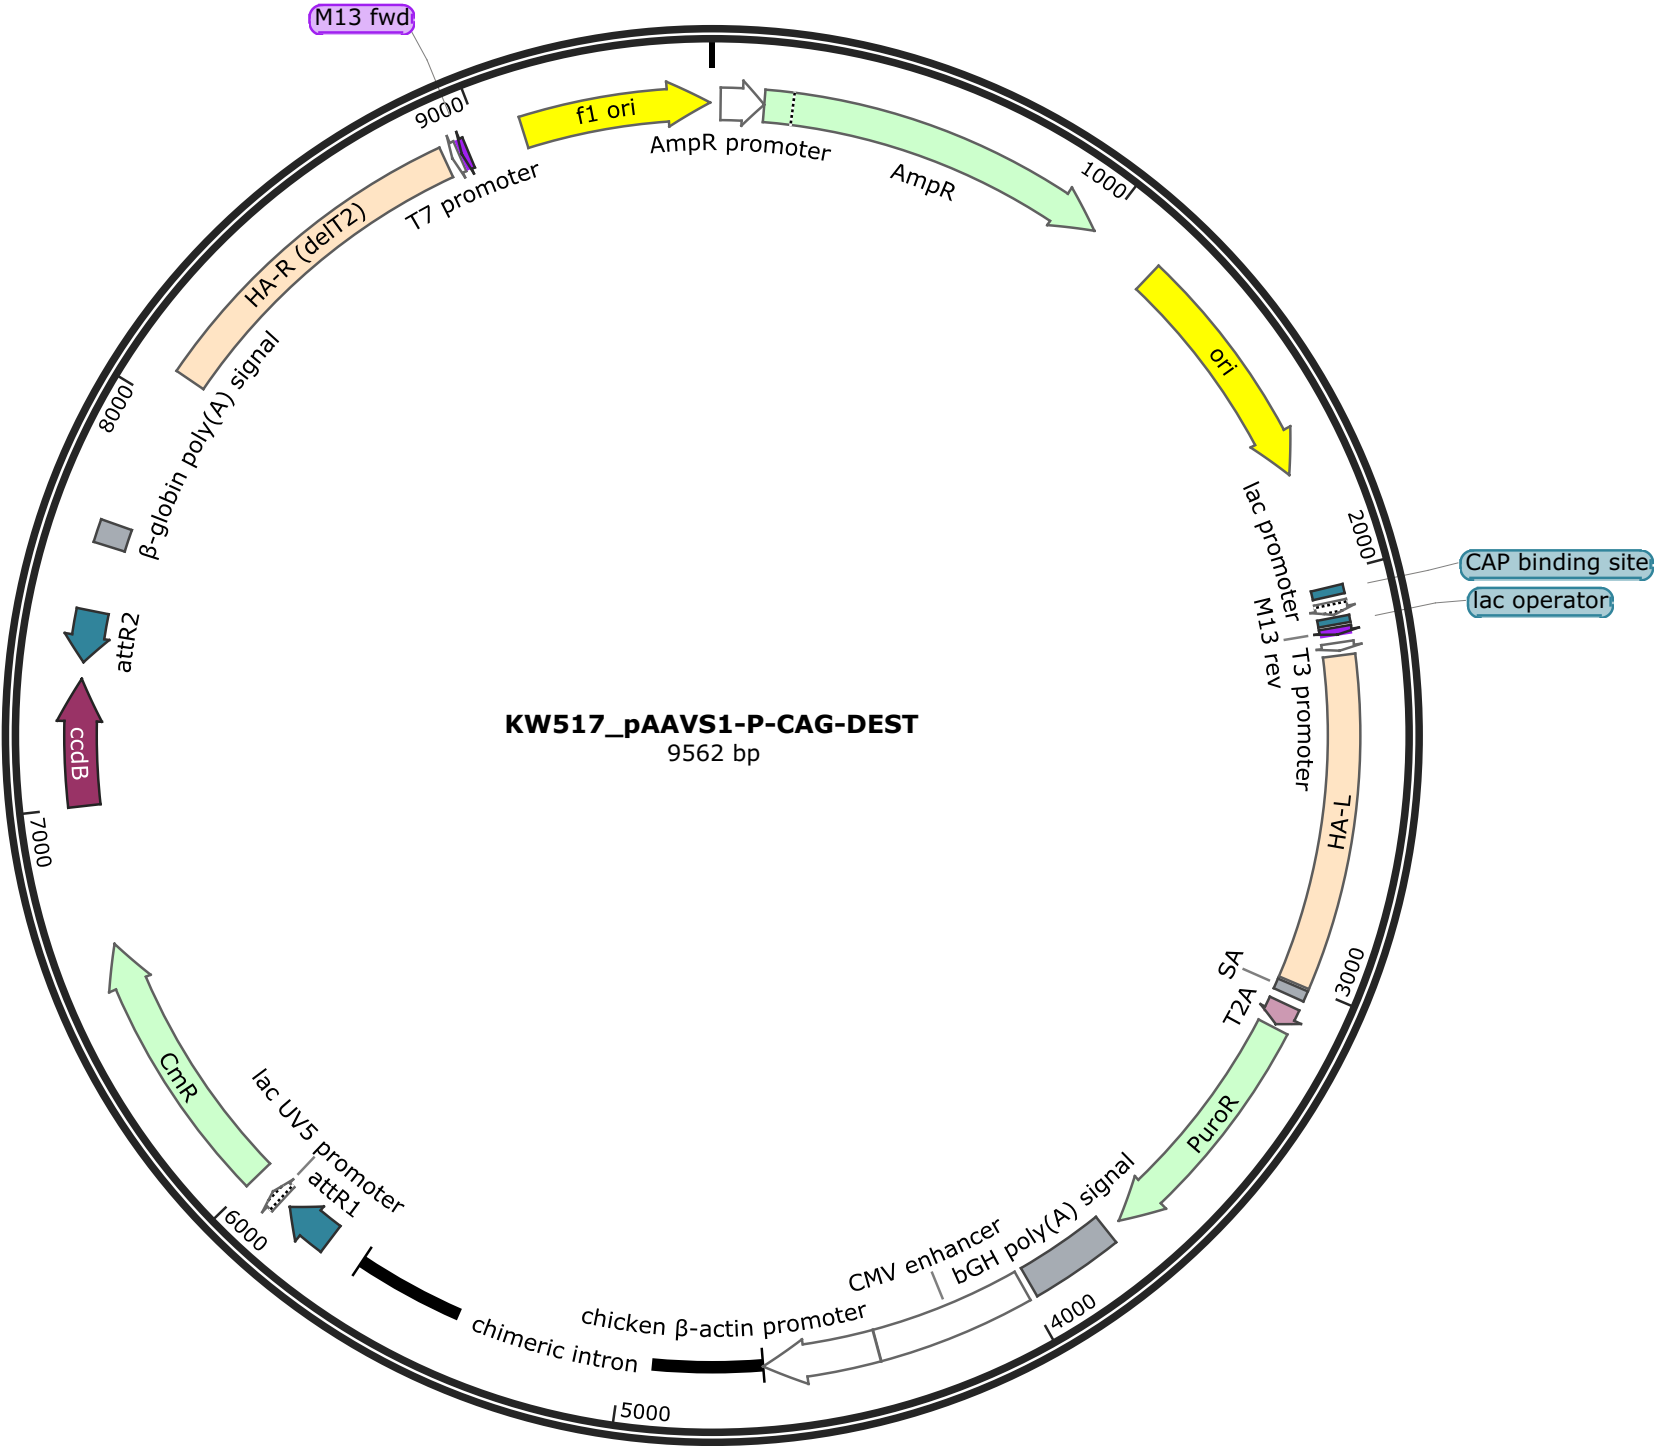 M13 fwd
9000
f1 ori
AmpR promoter
AmpR
1000
T7 promoter
HA-R (delT2)
ori
8000
β-globin poly(A) signal
lac promoter
2000
CAP binding site
lac operator
M13 rev
T3 promoter
attR2
KW517_pAAVS1-P-CAG-DEST
9562 bp
ccdB
HA-L
7000
SA
3000
T2A
CmR
lac UV5 promoter
PuroR
attR1
6000
bGH poly(A) signal
CMV enhancer
chicken β-actin promoter
4000
chimeric intron
5000